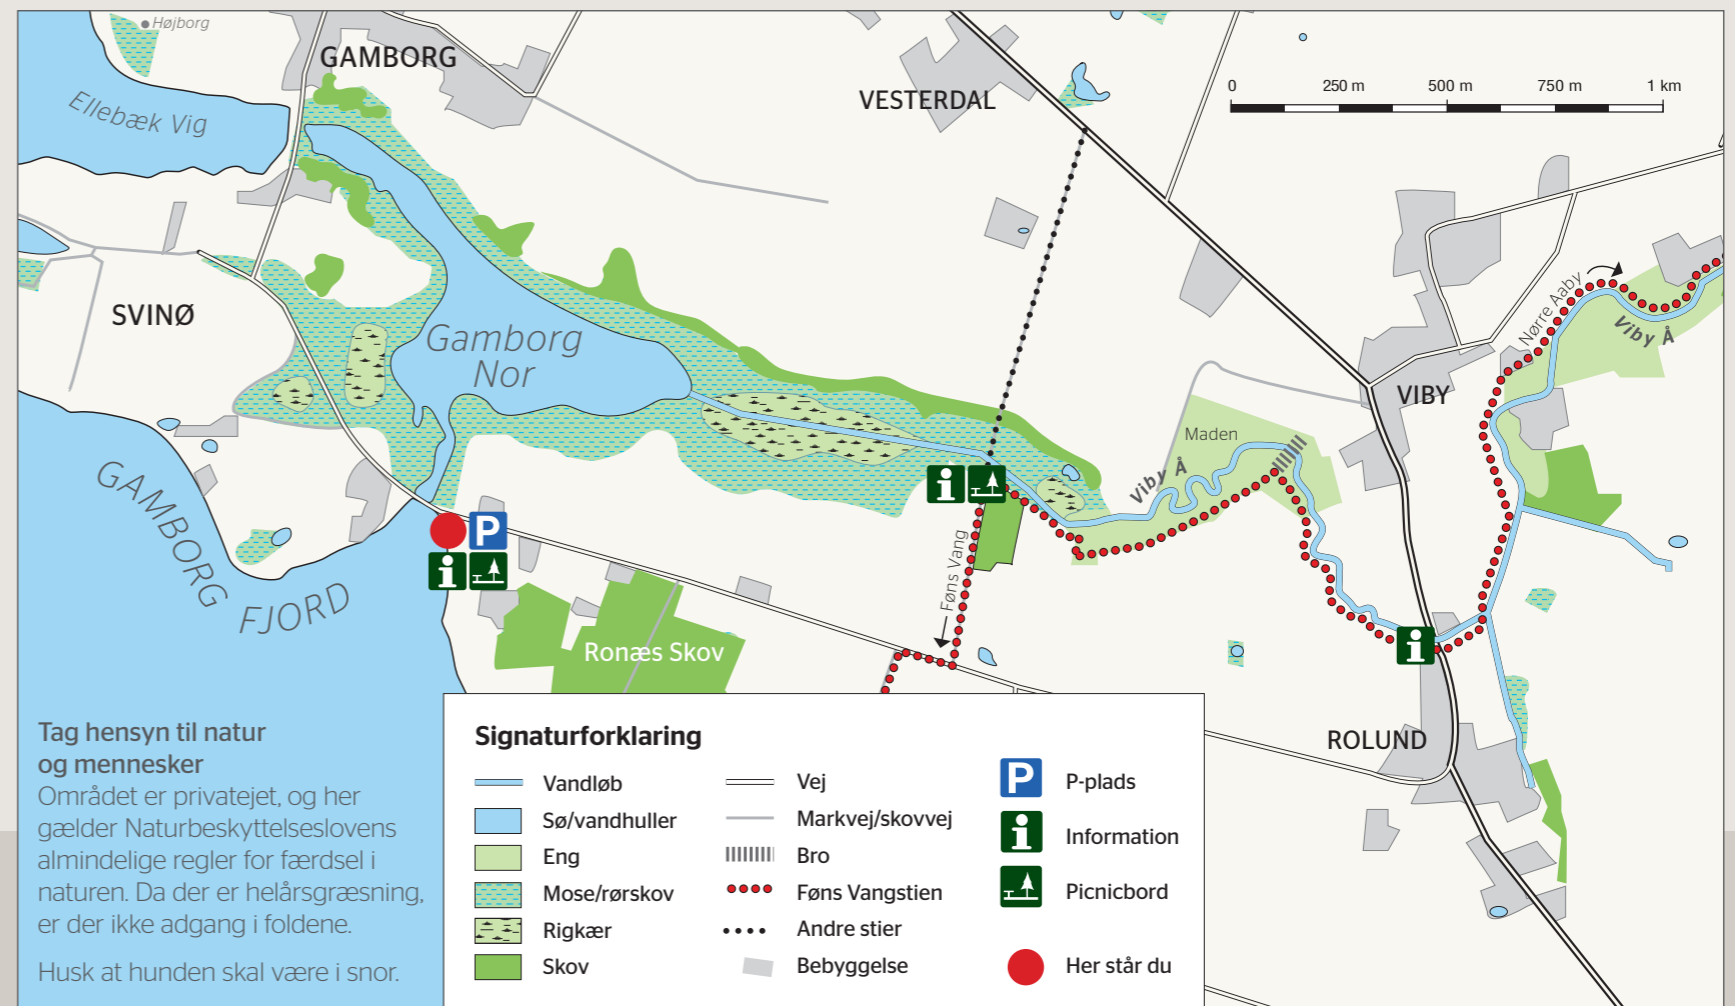 Højborg
GAMBORG
Ellebæk Vig
VESTERDAL
0 250 m 500 m 750 m 1 km
SVINØ
Gamborg
Nor
Nørre Aaby
Viby Å
VIBY
Maden
Viby Å
GAMBORG
FJORD
P
i
i
Føns Vang
Ronæs Skov
i
ROLUND
Tag hensyn til natur
og mennesker
Området er privatejet, og her
gælder Naturbeskyttelseslovens
almindelige regler for færdsel i
naturen. Da der er helårsgræsning,
er der ikke adgang i foldene.
Husk at hunden skal være i snor.
Signaturforklaring
Vandløb
Sø/vandhuller
Eng
Mose/rørskov
Rigkær
Skov
Vej
Markvej/skovvej
Bro
Føns Vangstien
Andre stier
Bebyggelse
P P-plads
i Information
Picnicbord
Her står du